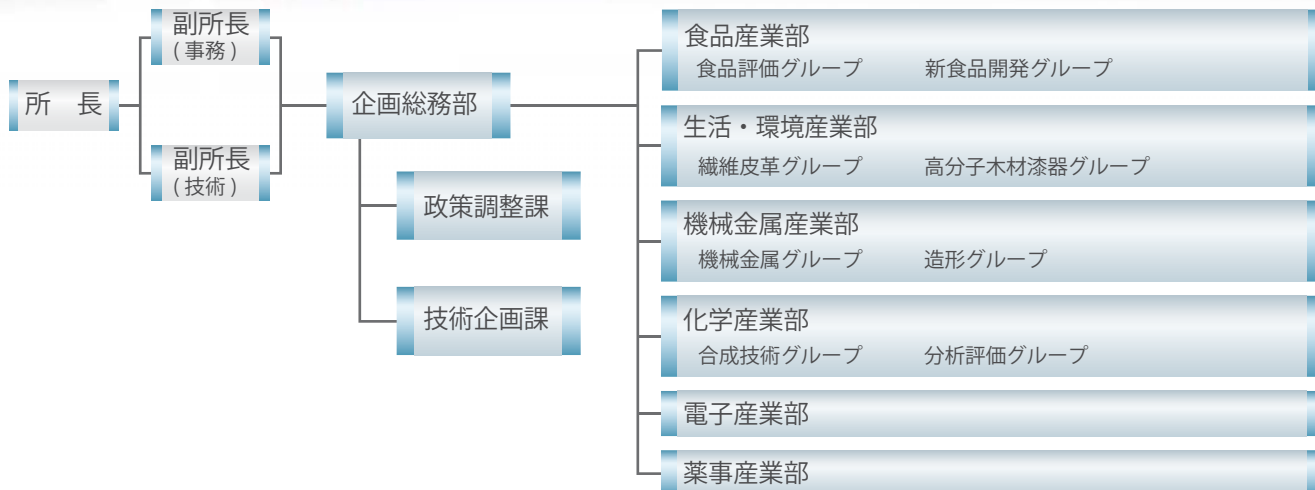 所　長
副所長
(事務)
副所長
(技術)
企画総務部
政策調整課
技術企画課
食品産業部
食品評価グループ　新食品開発グループ
生活・環境産業部
繊維皮革グループ　高分子木材漆器グループ
機械金属産業部
機械金属グループ　造形グループ
化学産業部
合成技術グループ　分析評価グループ
電子産業部
薬事産業部